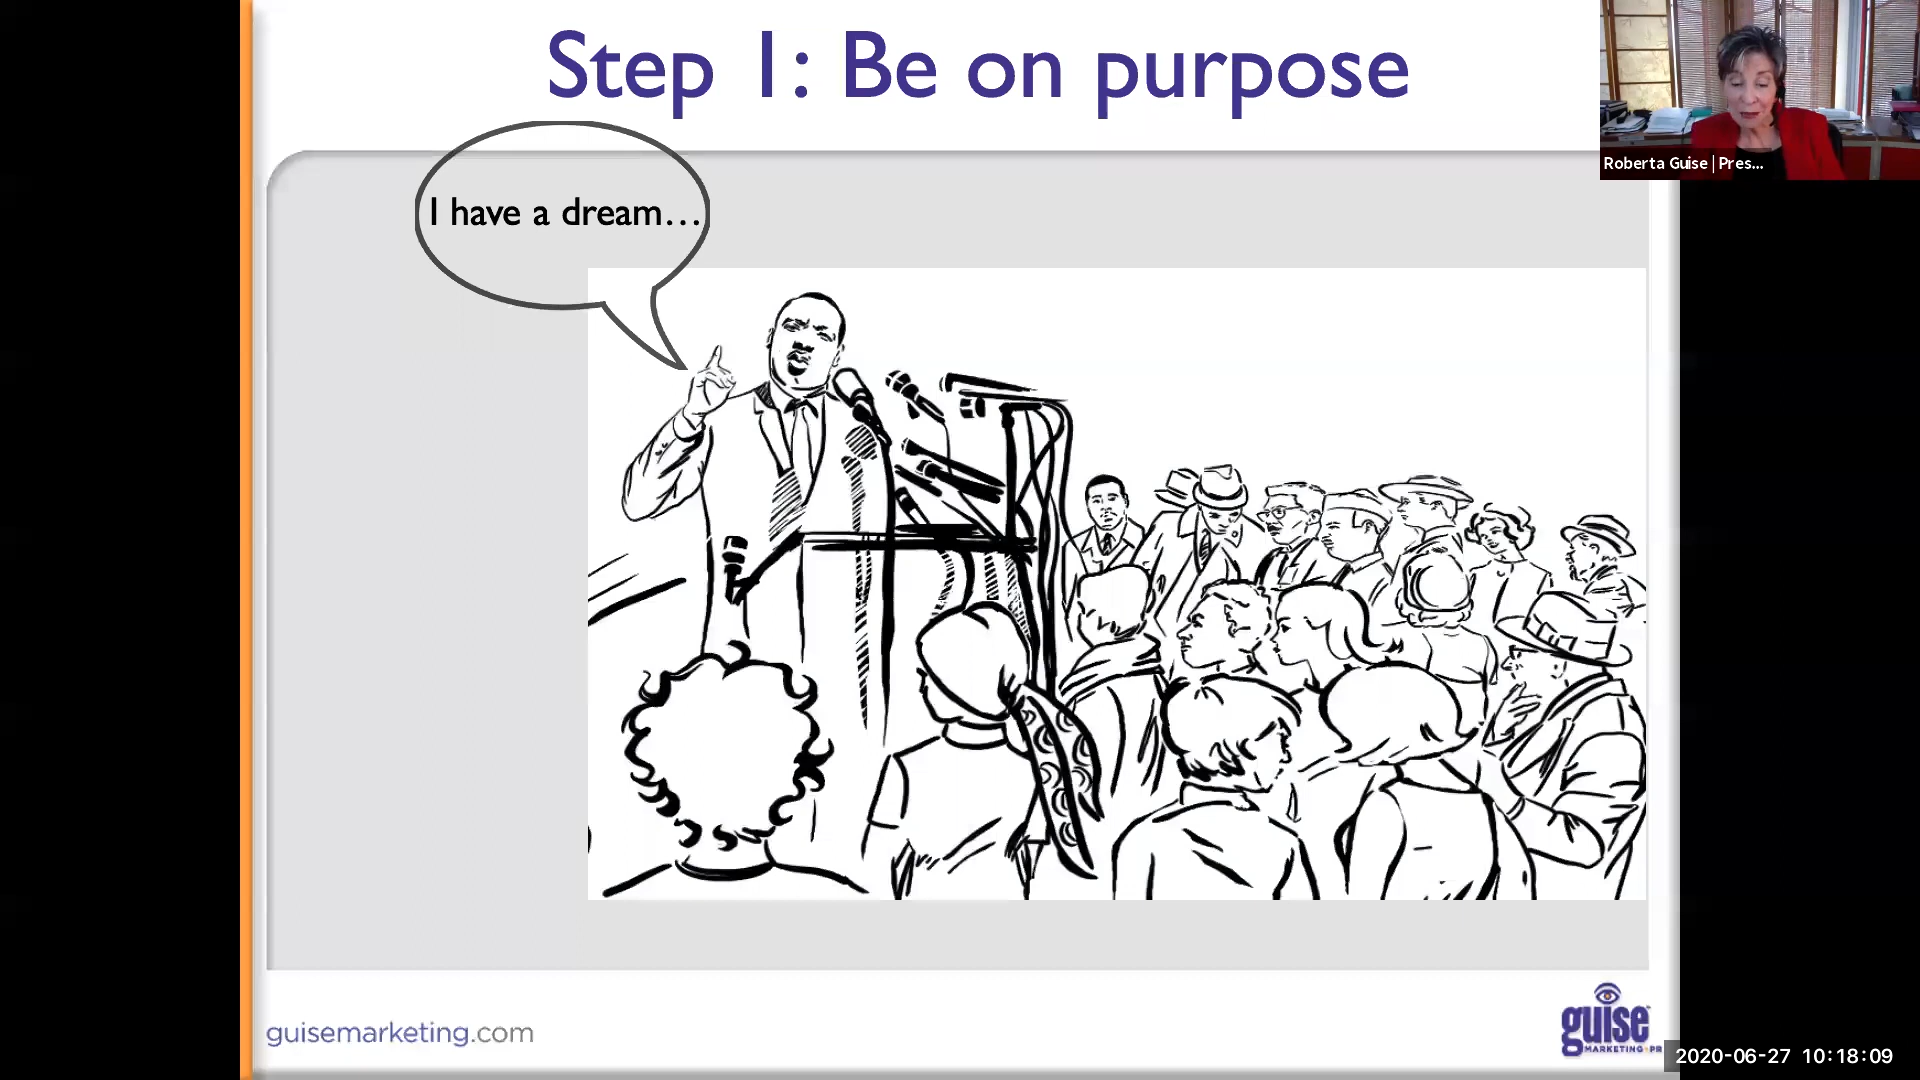 Step 1: Be on purpose
Roberta Guise | Pres...
I have a dream...
guisemarketing.com
guise
MARKETING+PR
2020-06-27 10:18:09